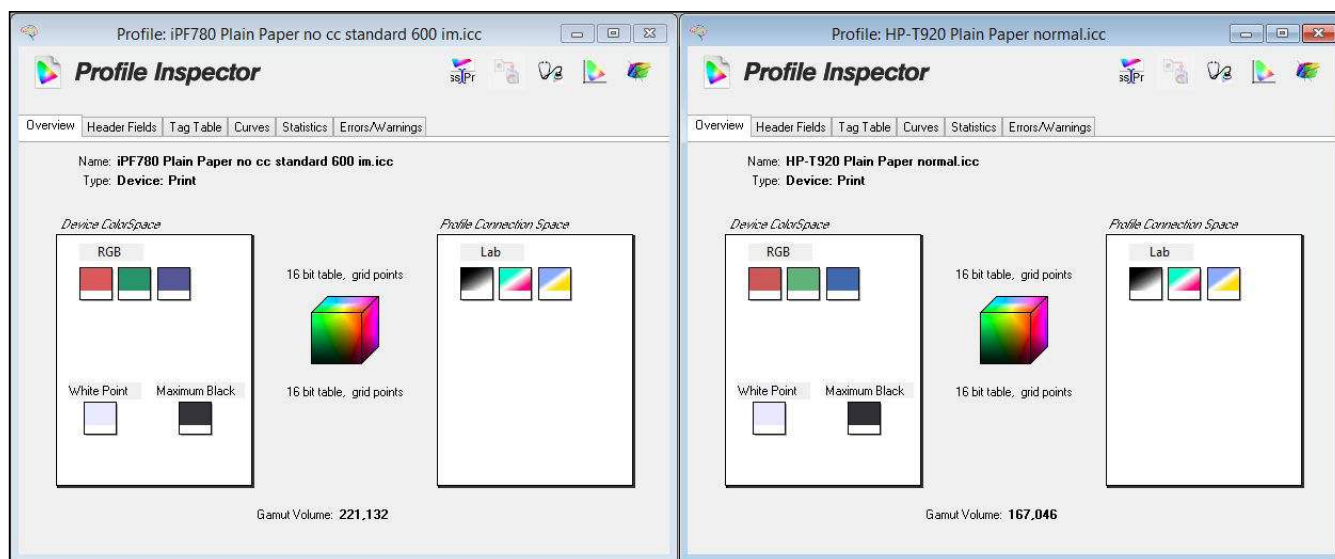 Profile: iPF780 Plain Paper no cc standard 600 im.icc
Profile Inspector
ss Pr
Overview Header Fields Tag Table Curves Statistics Errors/Warnings
Name: iPF780 Plain Paper no cc standard 600 im.icc
Type: Device: Print
Device ColorSpace
Profile Connection Space
RGB
Lab
16 bit table, grid points
White Point
Maximum Black
16 bit table, grid points
Gamut Volume: 221,132
Profile: HP-T920 Plain Paper normal.icc
Profile Inspector
ss Pr
Overview Header Fields Tag Table Curves Statistics Errors/Warnings
Name: HP-T920 Plain Paper normal.icc
Type: Device: Print
Device ColorSpace
Profile Connection Space
RGB
Lab
16 bit table, grid points
White Point
Maximum Black
16 bit table, grid points
Gamut Volume: 167,046